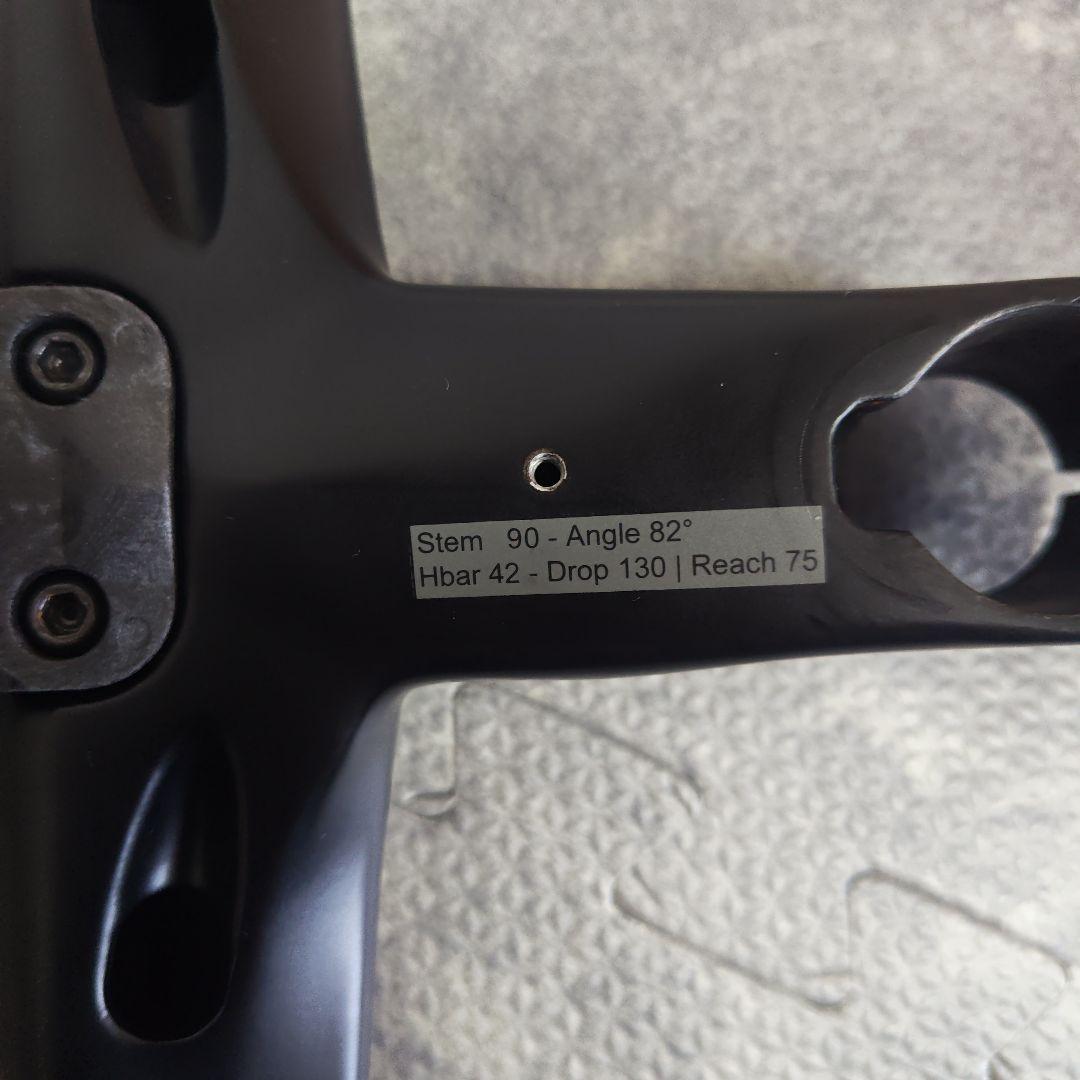 Stem 90 - Angle 82°
Hbar 42 - Drop 130 | Reach 75